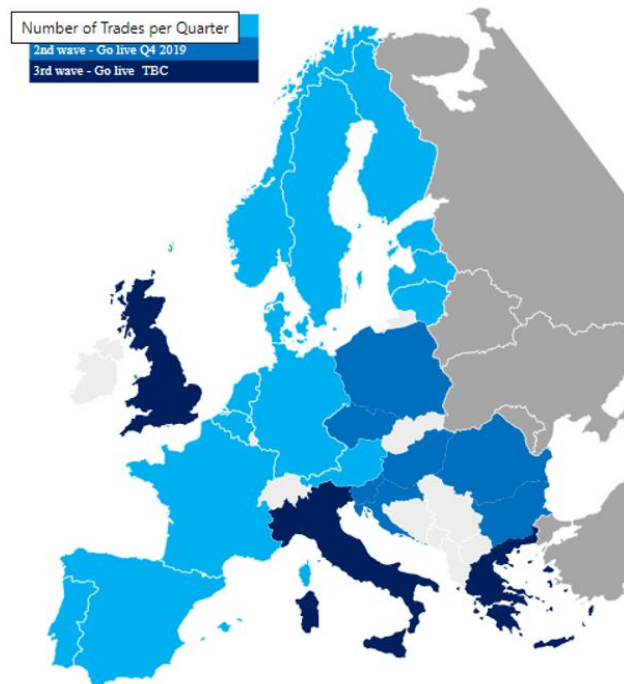 Number of Trades per Quarter
2nd wave - Go live Q4 2019
3rd wave - Go live  TBC